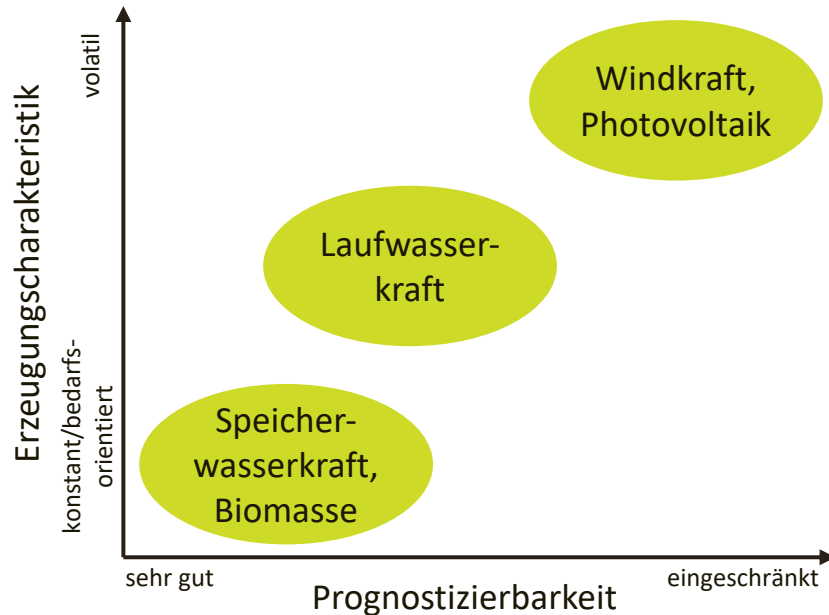 Erzeugungscharakteristik
volatil
konstant/bedarfs-
orientiert
Windkraft,
Photovoltaik
Laufwasser-
kraft
Speicher-
wasserkraft,
Biomasse
sehr gut
Prognostizierbarkeit
eingeschränkt